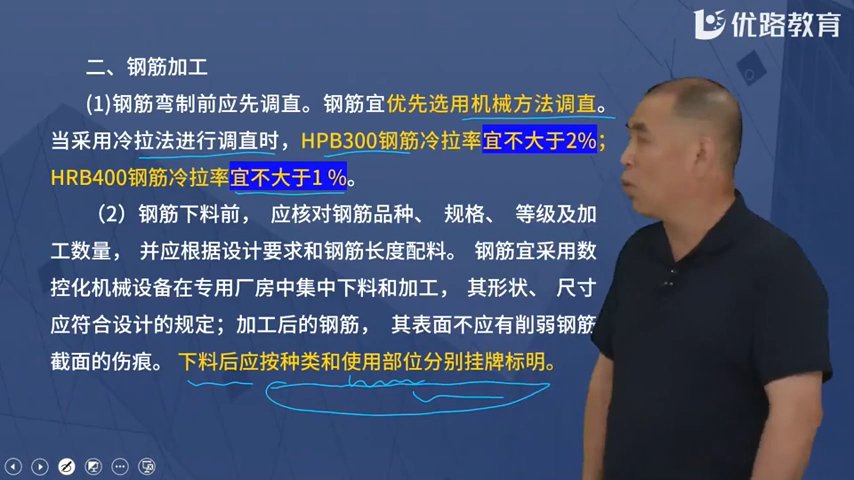 优路教育
二、钢筋加工
(1)钢筋弯制前应先调直。钢筋宜优先选用机械方法调直。
当采用冷拉法进行调直时，HPB300钢筋冷拉率宜不大于2%；
HRB400钢筋冷拉率宜不大于1 %。
（2）钢筋下料前， 应核对钢筋品种、 规格、 等级及加
工数量， 并应根据设计要求和钢筋长度配料。 钢筋宜采用数
控化机械设备在专用厂房中集中下料和加工， 其形状、 尺寸
应符合设计的规定；加工后的钢筋， 其表面不应有削弱钢筋
截面的伤痕。 下料后应按种类和使用部位分别挂牌标明。